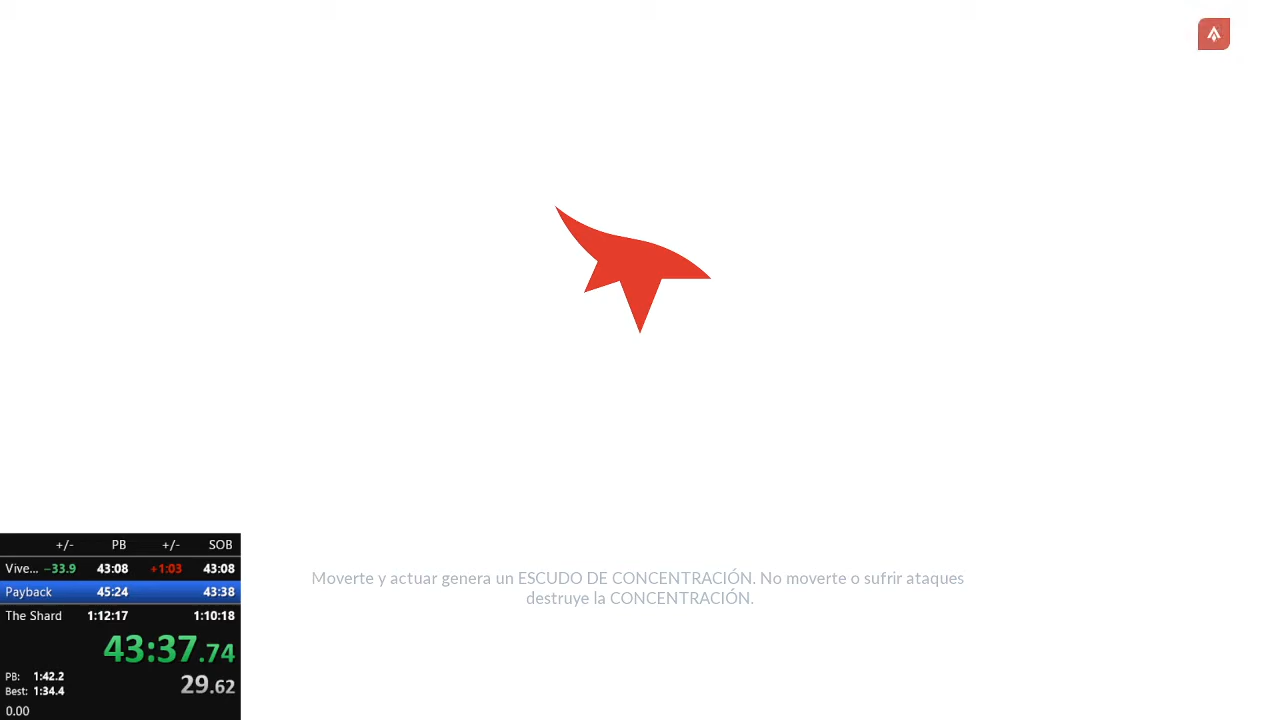 +/- PB +/- SOB
Vive... −33.9 43:08 +1:03 43:08
Payback 45:24 43:38
The Shard 1:12:17 1:10:18
43:37.74
PB: 1:42.2
Best: 1:34.4
29.62
0.00
Moverte y actuar genera un ESCUDO DE CONCENTRACIÓN. No moverte o sufrir ataques
destruye la CONCENTRACIÓN.